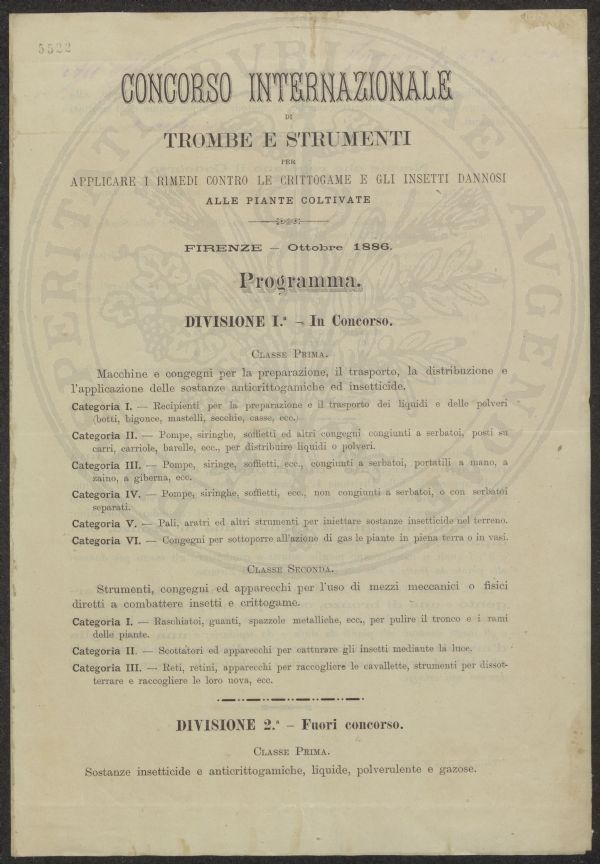 5522
CONCORSO INTERNAZIONALE
DI
TROMBE E STRUMENTI
PER
APPLICARE I RIMEDI CONTRO LE CRITTOGAME E GLI INSETTI DANNOSI
ALLE PIANTE COLTIVATE
FIRENZE — Ottobre 1886.
Programma.
DIVISIONE I.ª — In Concorso.
CLASSE PRIMA.
Macchine e congegni per la preparazione, il trasporto, la distribuzione e
l'applicazione delle sostanze anticrittogamiche ed insetticide.
Categoria I. — Recipienti per la preparazione e il trasporto dei liquidi e delle polveri
(botti, bigonce, mastelli, secchie, casse, ecc.)
Categoria II. — Pompe, siringhe, soffietti ed altri congegni congiunti a serbatoi, posti su
carri, carriole, barelle, ecc., per distribuire liquidi o polveri.
Categoria III. — Pompe, siringe, soffietti, ecc., congiunti a serbatoi, portatili a mano, a
zaino, a giberna, ecc.
Categoria IV. — Pompe, siringhe, soffietti, ecc., non congiunti a serbatoi, o con serbatoi
separati.
Categoria V. — Pali, aratri ed altri strumenti per iniettare sostanze insetticide nel terreno.
Categoria VI. — Congegni per sottoporre all'azione di gas le piante in piena terra o in vasi.
CLASSE SECONDA.
Strumenti, congegni ed apparecchi per l'uso di mezzi meccanici o fisici
diretti a combattere insetti e crittogame.
Categoria I. — Raschiatoi, guanti, spazzole metalliche, ecc., per pulire il tronco e i rami
delle piante.
Categoria II. — Scottatori ed apparecchi per catturare gli insetti mediante la luce.
Categoria III. — Reti, retini, apparecchi per raccogliere le cavallette, strumenti per dissot-
terrare e raccogliere le loro uova, ecc.
DIVISIONE 2.ª — Fuori concorso.
CLASSE PRIMA.
Sostanze insetticide e anticrittogamiche, liquide, polverulente e gazose.